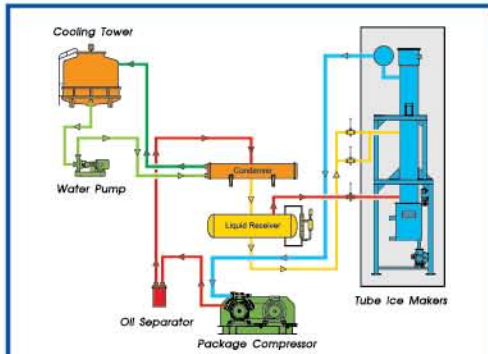 Cooling Tower
Condenser
Water Pump
Liquid Receiver
Oil Separator
Package Compressor
Tube Ice Makers